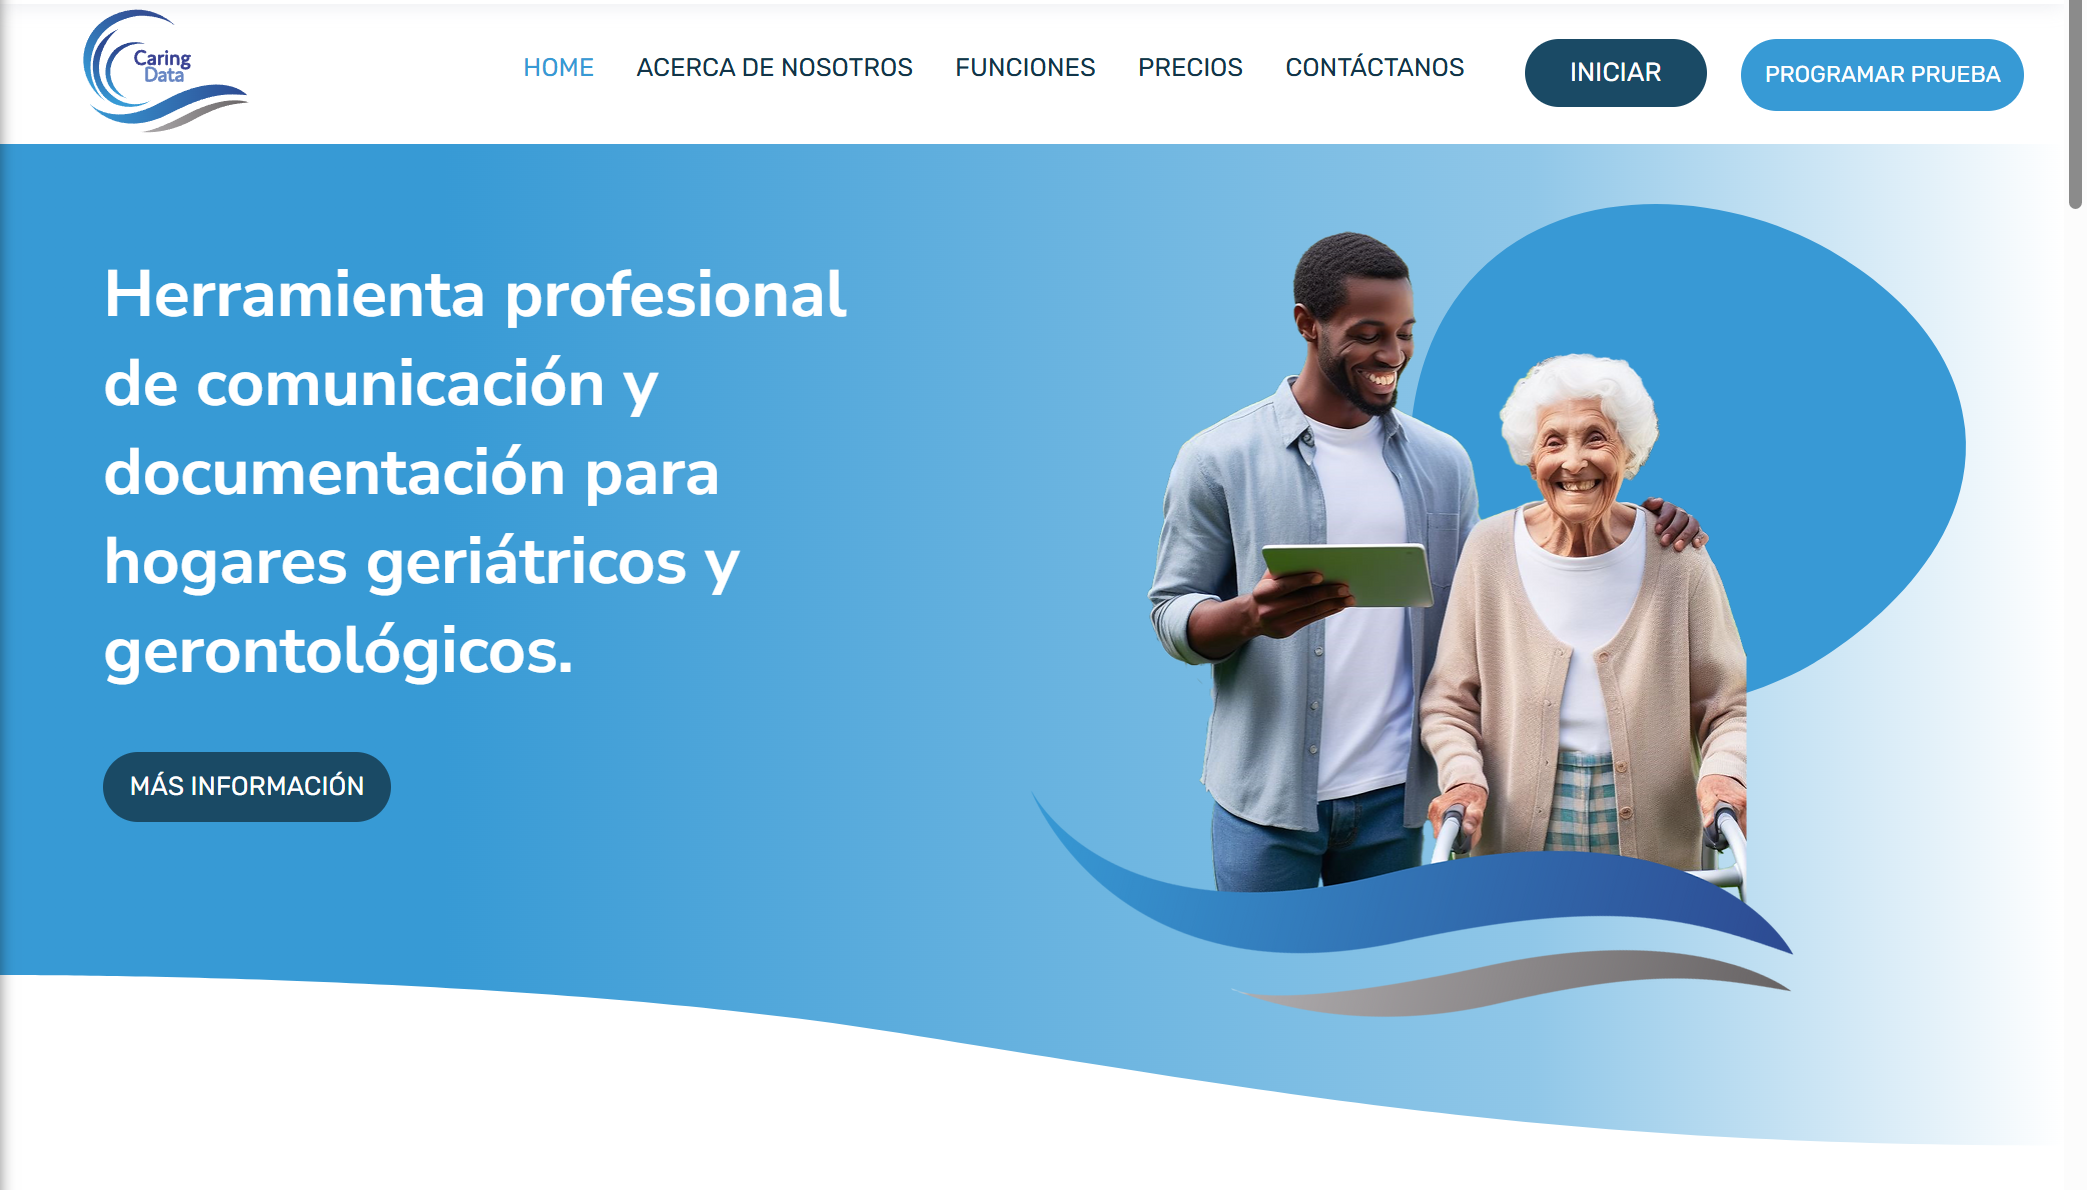 Caring
Data
HOME
ACERCA DE NOSOTROS
FUNCIONES
PRECIOS
CONTÁCTANOS
INICIAR
PROGRAMAR PRUEBA
Herramienta profesional
de comunicación y
documentación para
hogares geriátricos y
gerontológicos.
MÁS INFORMACIÓN